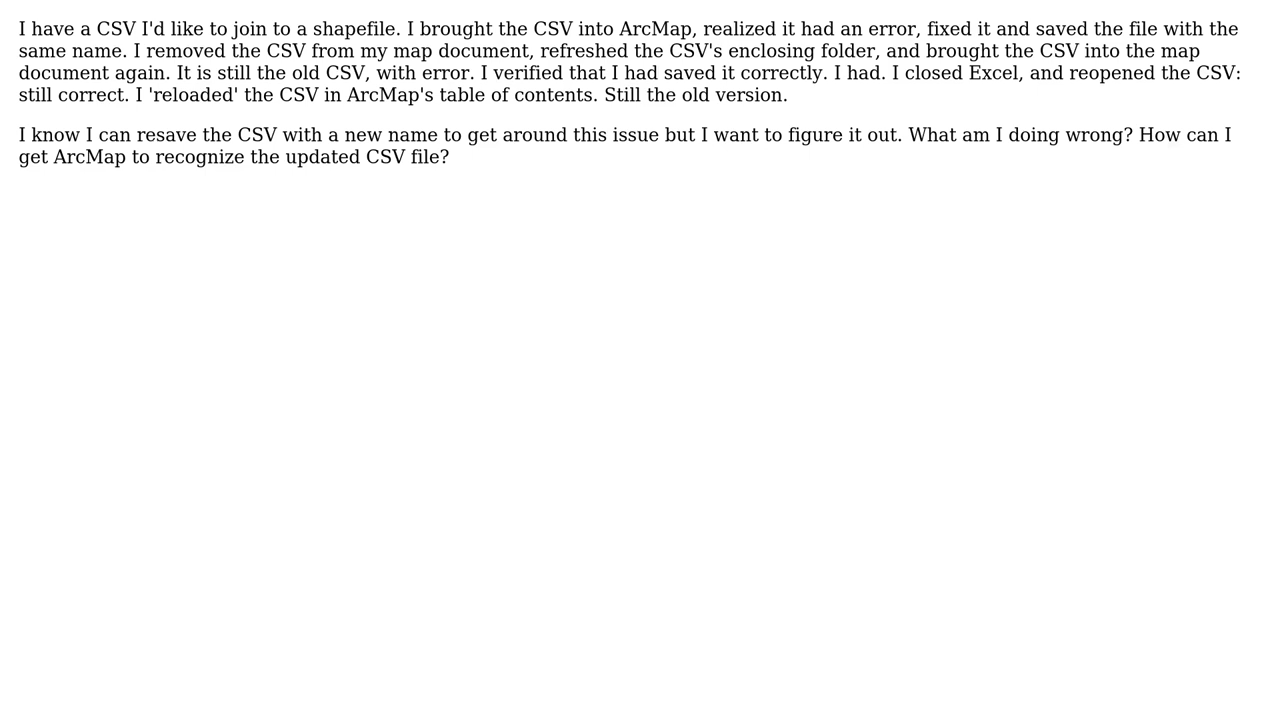 I have a CSV I'd like to join to a shapefile. I brought the CSV into ArcMap, realized it had an error, fixed it and saved the file with the
same name. I removed the CSV from my map document, refreshed the CSV's enclosing folder, and brought the CSV into the map
document again. It is still the old CSV, with error. I verified that I had saved it correctly. I had. I closed Excel, and reopened the CSV:
still correct. I 'reloaded' the CSV in ArcMap's table of contents. Still the old version.
I know I can resave the CSV with a new name to get around this issue but I want to figure it out. What am I doing wrong? How can I
get ArcMap to recognize the updated CSV file?